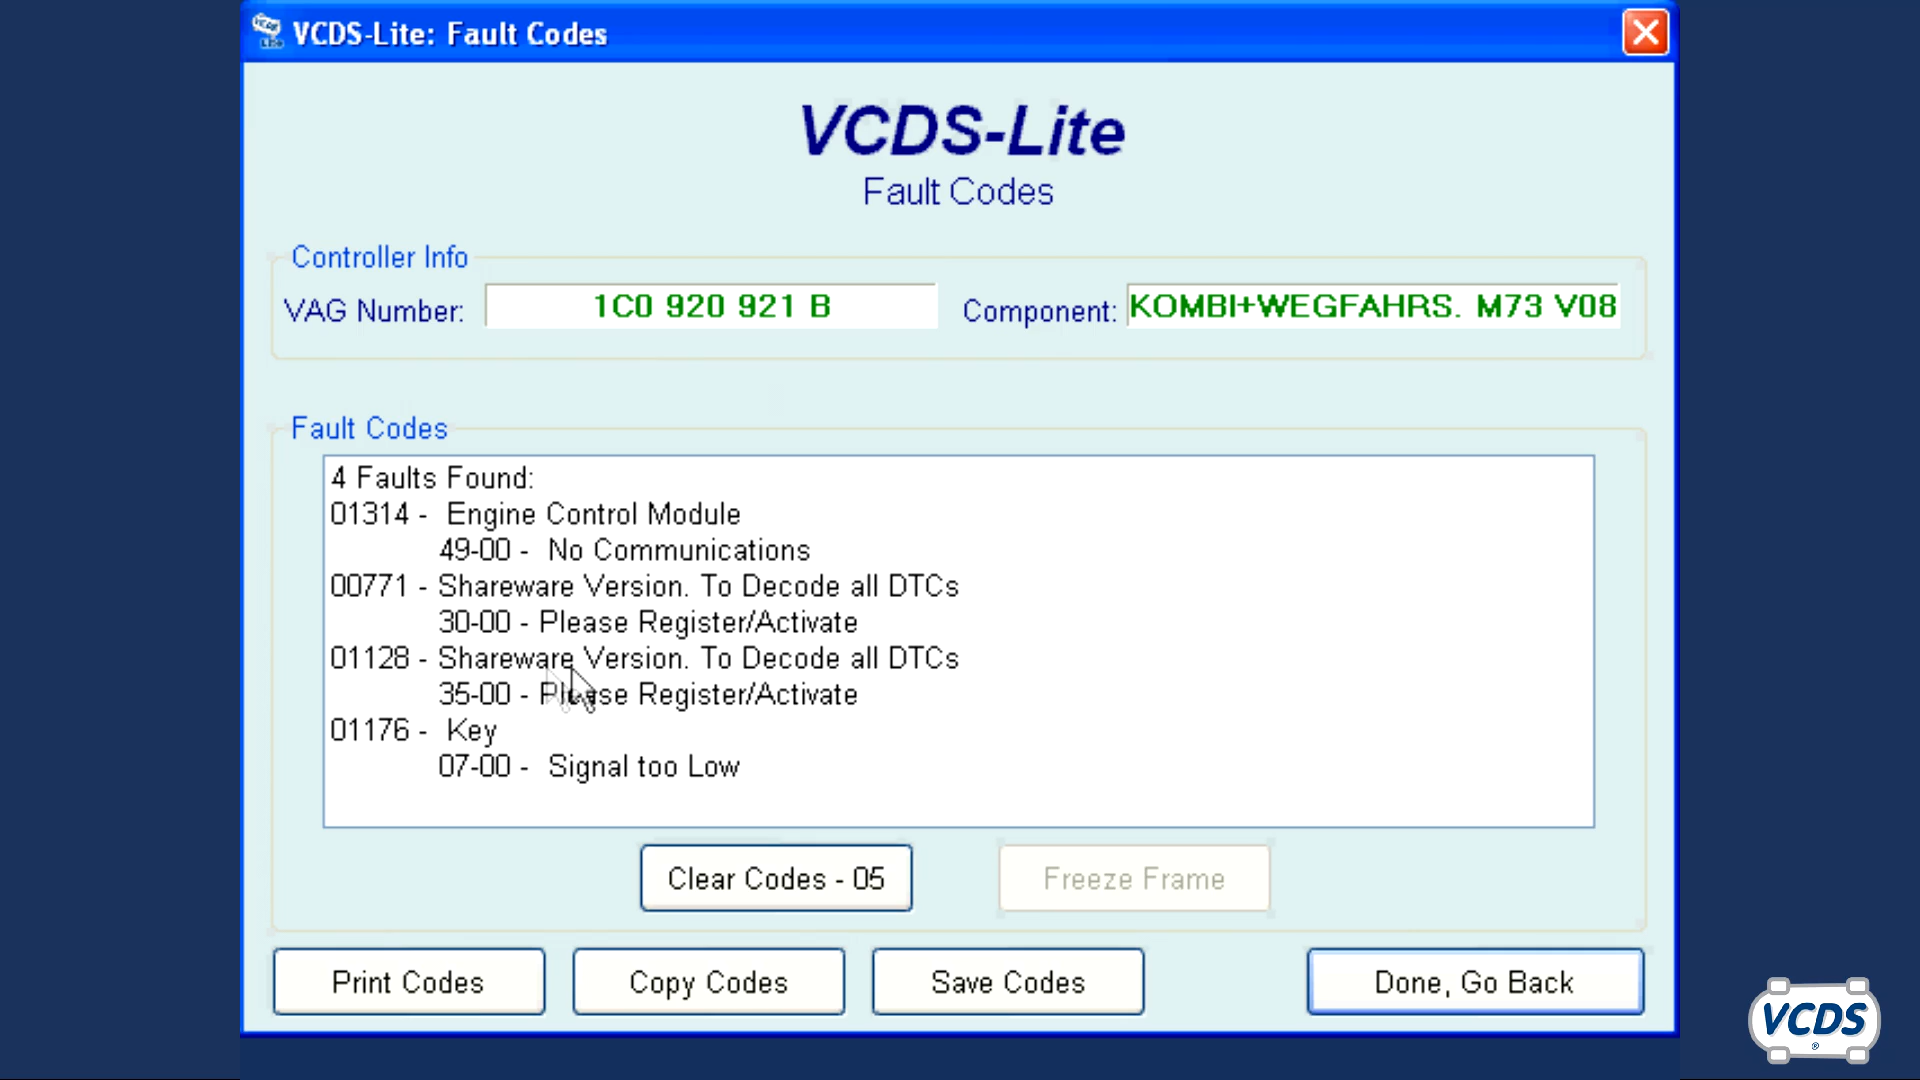 VCDS-Lite: Fault Codes
VCDS-Lite
Fault Codes
Controller Info
VAG Number: 1C0 920 921 B Component: KOMBI+WEGFAHRS. M73 V08
Fault Codes
4 Faults Found:
01314 - Engine Control Module
49-00 - No Communications
00771 - Shareware Version. To Decode all DTCs
30-00 - Please Register/Activate
01128 - Shareware Version. To Decode all DTCs
35-00 - Please Register/Activate
01176 - Key
07-00 - Signal too Low
Clear Codes - 05 Freeze Frame
Print Codes Copy Codes Save Codes Done, Go Back
VCDS
®